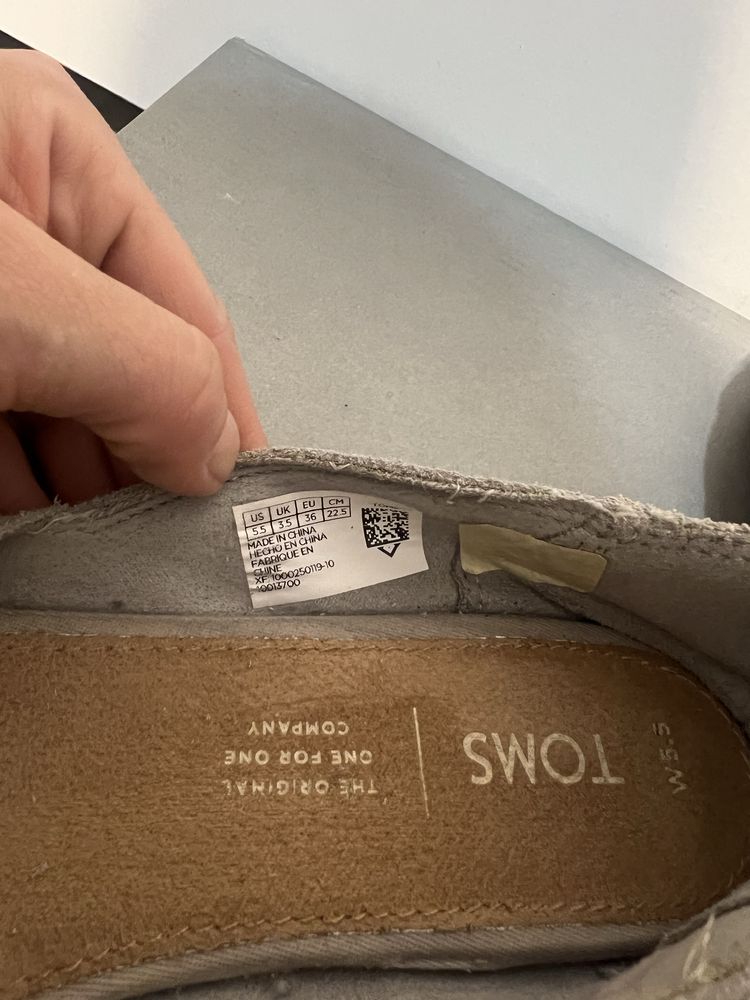 US UK EU CM
5.5 3.5 36 22.5
MADE IN CHINA
HECHO EN CHINA
FABRIQUE EN
CHINE
XF 1000250119-10
10013700
TOMS
THE ORIGINAL
ONE FOR ONE
COMPANY
W 5.5